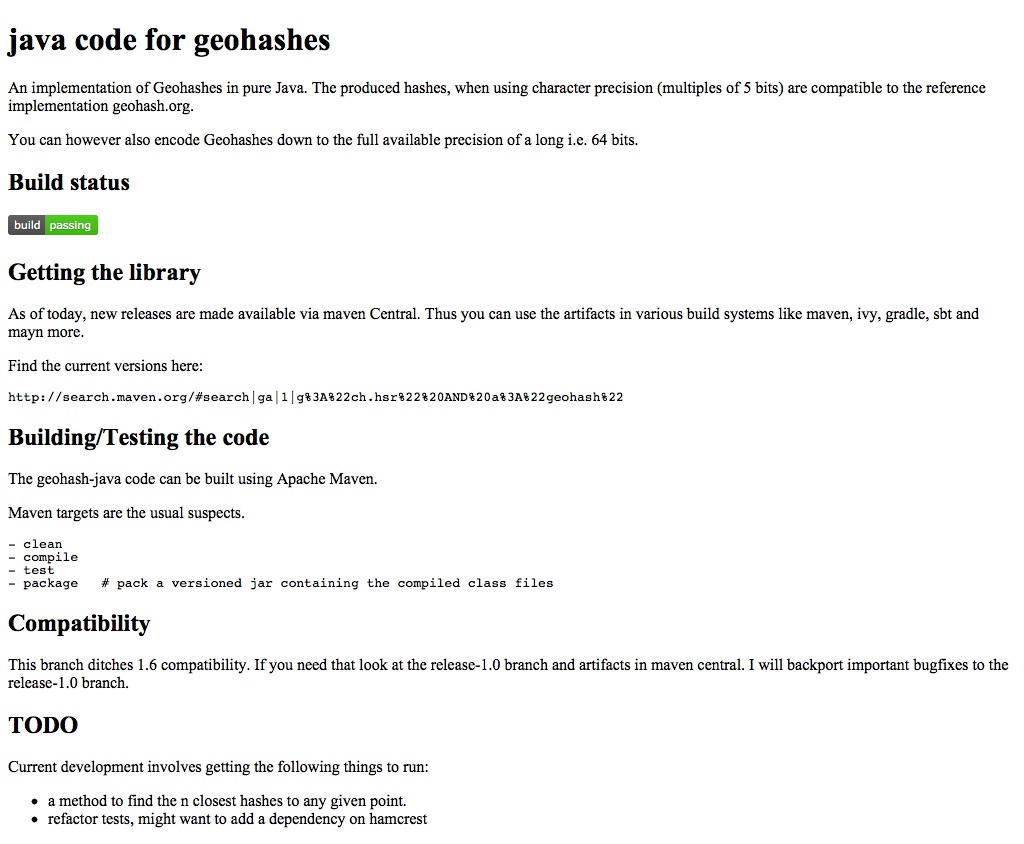 java code for geohashes
An implementation of Geohashes in pure Java. The produced hashes, when using character precision (multiples of 5 bits) are compatible to the reference
implementation geohash.org.
You can however also encode Geohashes down to the full available precision of a long i.e. 64 bits.
Build status
build passing
Getting the library
As of today, new releases are made available via maven Central. Thus you can use the artifacts in various build systems like maven, ivy, gradle, sbt and
mayn more.
Find the current versions here:
http://search.maven.org/#search|ga|1|g%3A%22ch.hsr%22%20AND%20a%3A%22geohash%22
Building/Testing the code
The geohash-java code can be built using Apache Maven.
Maven targets are the usual suspects.
- clean
- compile
- test
- package   # pack a versioned jar containing the compiled class files
Compatibility
This branch ditches 1.6 compatibility. If you need that look at the release-1.0 branch and artifacts in maven central. I will backport important bugfixes to the
release-1.0 branch.
TODO
Current development involves getting the following things to run:
• a method to find the n closest hashes to any given point.
• refactor tests, might want to add a dependency on hamcrest